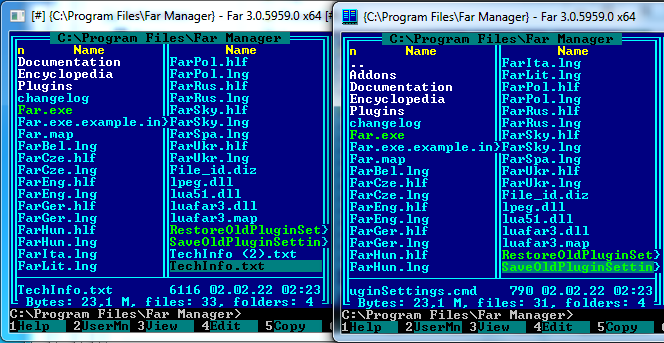 [#] {C:\Program Files\Far Manager} - Far 3.0.5959.0 x64 [#
C:\Program Files\Far Manager
n Name Name
Documentation
Encyclopedia
Plugins
changelog
Far.exe
Far.exe.example.in}
Far.map
FarBel.lng
FarCze.hlf
FarCze.lng
FarEng.hlf
FarEng.lng
FarGer.hlf
FarGer.lng
FarHun.hlf
FarHun.lng
FarIta.lng
FarLit.lng
FarPol.hlf
FarPol.lng
FarRus.hlf
FarRus.lng
FarSky.hlf
FarSky.lng
FarSpa.lng
FarUkr.hlf
FarUkr.lng
File_id.diz
lpeg.dll
lua51.dll
luafar3.dll
luafar3.map
RestoreOldPluginSet}
SaveOldPluginSettin}
TechInfo (2).txt
TechInfo.txt
TechInfo.txt 6116 02.02.22 02:23
Bytes: 23,1 M, files: 33, folders: 4
C:\Program Files\Far Manager>
1Help 2UserMn 3View 4Edit 5Copy
{C:\Program Files\Far Manager} - Far 3.0.5959.0 x64
C:\Program Files\Far Manager
n Name Name
..
Addons
Documentation
Encyclopedia
Plugins
changelog
Far.exe
Far.exe.example.in}
Far.map
FarBel.lng
FarCze.hlf
FarCze.lng
FarEng.hlf
FarEng.lng
FarGer.hlf
FarGer.lng
FarHun.hlf
FarHun.lng
FarIta.lng
FarLit.lng
FarPol.hlf
FarPol.lng
FarRus.hlf
FarRus.lng
FarSky.hlf
FarSky.lng
FarSpa.lng
FarUkr.hlf
FarUkr.lng
File_id.diz
lpeg.dll
lua51.dll
luafar3.dll
luafar3.map
RestoreOldPluginSet}
SaveOldPluginSettin}
uginSettings.cmd 790 02.02.22 02:23
Bytes: 23,1 M, files: 31, folders: 4
C:\Program Files\Far Manager>
1Help 2UserMn 3View 4Edit 5Copy 6